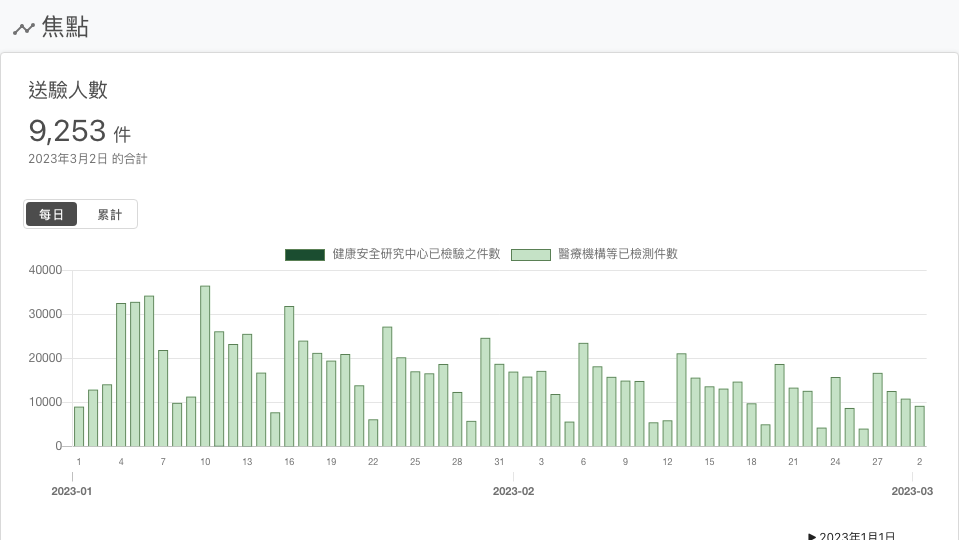 焦點
送驗人數
9,253 件
2023年3月2日 的合計
每日 累計
健康安全研究中心已檢驗之件數 醫療機構等已檢測件數
40000
30000
20000
10000
0
1 4 7 10 13 16 19 22 25 28 31 3 6 9 12 15 18 21 24 27 2
2023-01 2023-02 2023-03
▶ 2023年1月1日